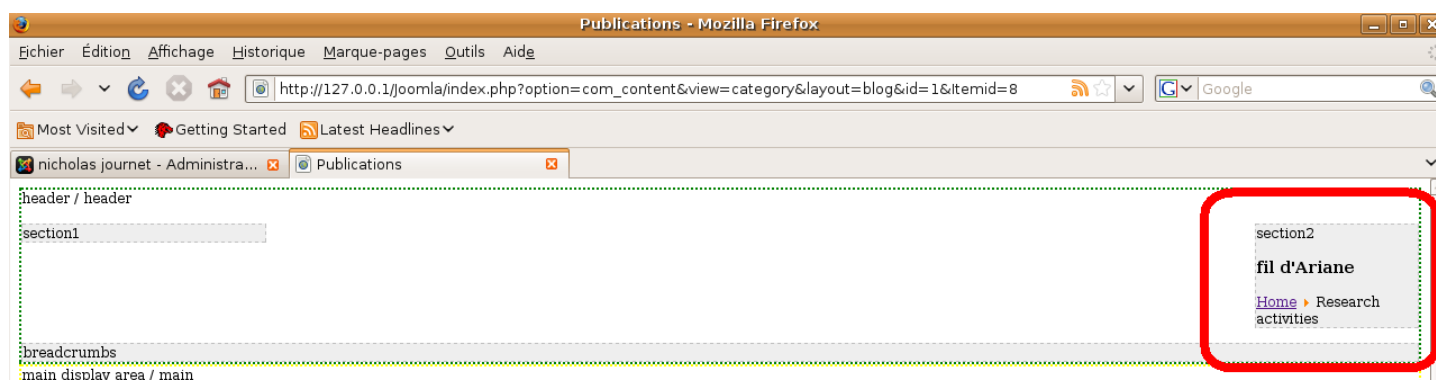 Publications - Mozilla Firefox
Fichier Édition Affichage Historique Marque-pages Outils Aide
http://127.0.0.1/Joomla/index.php?option=com_content&view=category&layout=blog&id=1&Itemid=8 Google
Most Visited Getting Started Latest Headlines
nicholas journet - Administra... Publications
header / header
section1
section2
fil d'Ariane
Home Research
activities
breadcrumbs
main display area / main